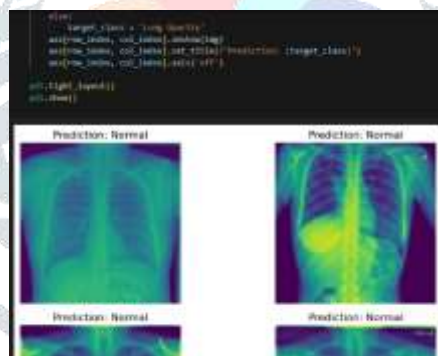 else:
target_class = 'Lung Opacity'
axs[row_index, col_index].imshow(img)
axs[row_index, col_index].set_title(f"Prediction: {target_class}")
axs[row_index, col_index].axis('off')
plt.tight_layout()
plt.show()
Prediction: Normal
Prediction: Normal
Prediction: Normal
Prediction: Normal